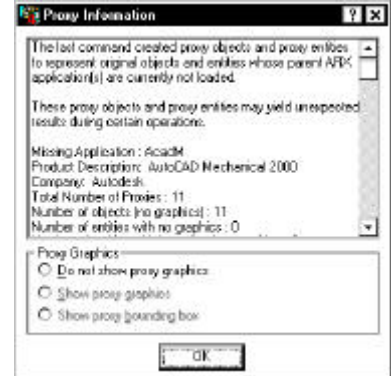 Proxy Information
The last command created proxy objects and proxy entities
to represent original objects and entities whose parent ARX
application(s) are currently not loaded.
These proxy objects and proxy entities may yield unexpected
results during certain operations.
Missing Application : AcadM
Product Description: AutoCAD Mechanical 2000
Company: Autodesk
Total Number of Proxies : 11
Number of objects (no graphics) : 11
Number of entities with no graphics : 0
Proxy Graphics
Do not show proxy graphics
Show proxy graphics
Show proxy bounding box
OK